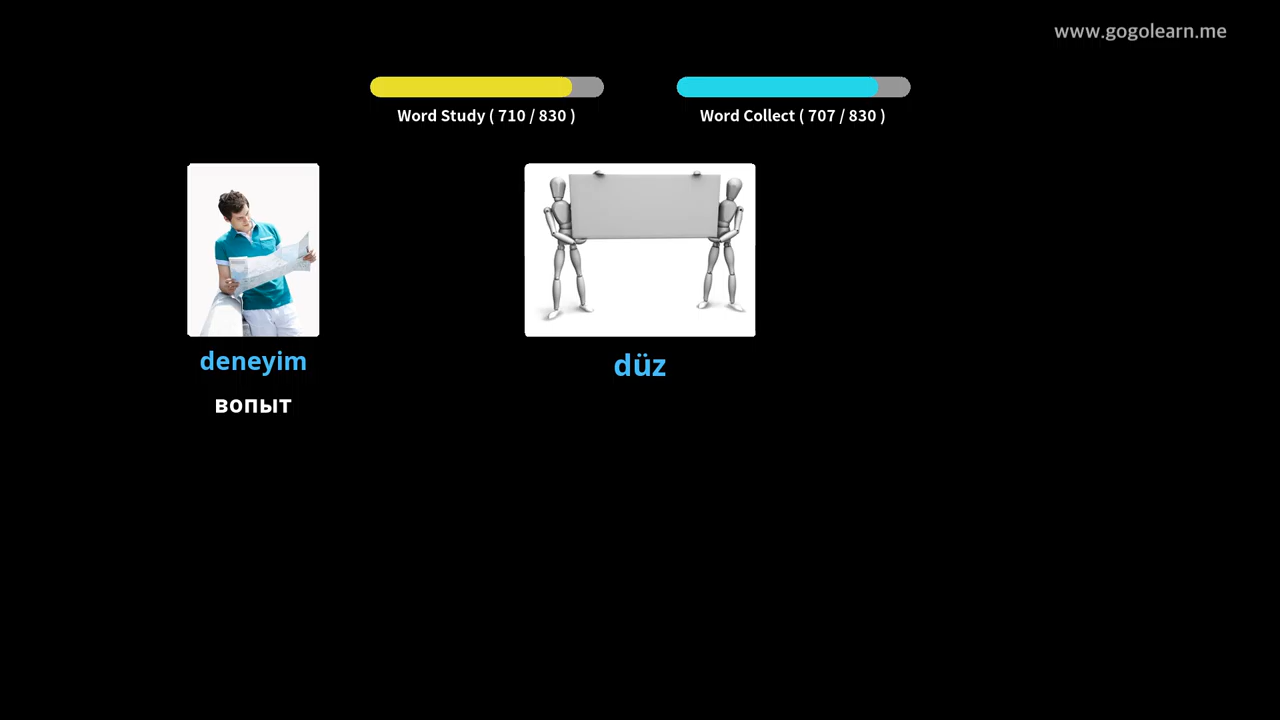 www.gogolearn.me
Word Study ( 710 / 830 )
Word Collect ( 707 / 830 )
deneyim
вопыт
düz